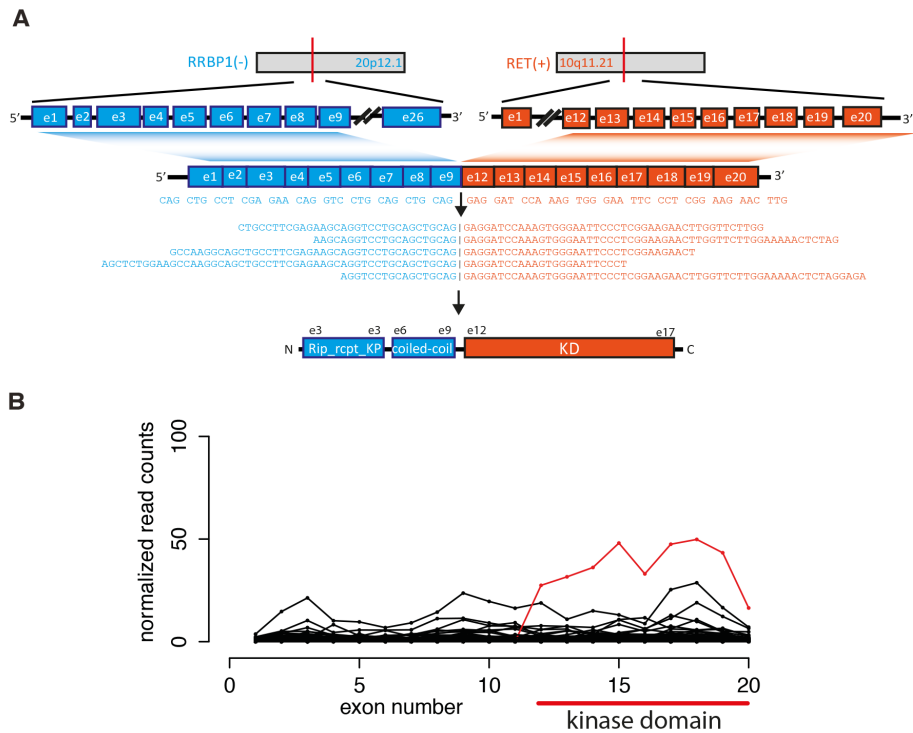 A
RRBP1(-)
20p12.1
RET(+)
10q11.21
5′ e1 e2 e3 e4 e5 e6 e7 e8 e9 e26 3′
5′ e1 e12 e13 e14 e15 e16 e17 e18 e19 e20 3′
5′ e1 e2 e3 e4 e5 e6 e7 e8 e9 e12 e13 e14 e15 e16 e17 e18 e19 e20 3′
CAG CTG CCT CGA GAA CAG GTC CTG CAG CTG CAG GAG GAT CCA AAG TGG GAA TTC CCT CGG AAG AAC TTG
CTGCCTTCGAGAAGCAGGTCCTGCAGCTGCAG|GAGGATCCAAAGTGGGAATTCCCTCGGAAGAACTTGGTTCTTGG
AAGCAGGTCCTGCAGCTGCAG|GAGGATCCAAAGTGGGAATTCCCTCGGAAGAACTTGGTTCTTGGAAAAACTCTAG
GCCAAGGCAGCTGCCTTCGAGAAGCAGGTCCTGCAGCTGCAG|GAGGATCCAAAGTGGGAATTCCCTCGGAAGAACT
AGCTCTGGAAGCCAAGGCAGCTGCCTTCGAGAAGCAGGTCCTGCAGCTGCAG|GAGGATCCAAAGTGGGAATTCCCT
AGGTCCTGCAGCTGCAG|GAGGATCCAAAGTGGGAATTCCCTCGGAAGAACTTGGTTCTTGGAAAAACTCTAGGAGA
e3 e3 e6 e9 e12 e17
N Rip_rcpt_KP coiled-coil KD C
B
normalized read counts
100
50
0
0 5 10 15 20
exon number
kinase domain